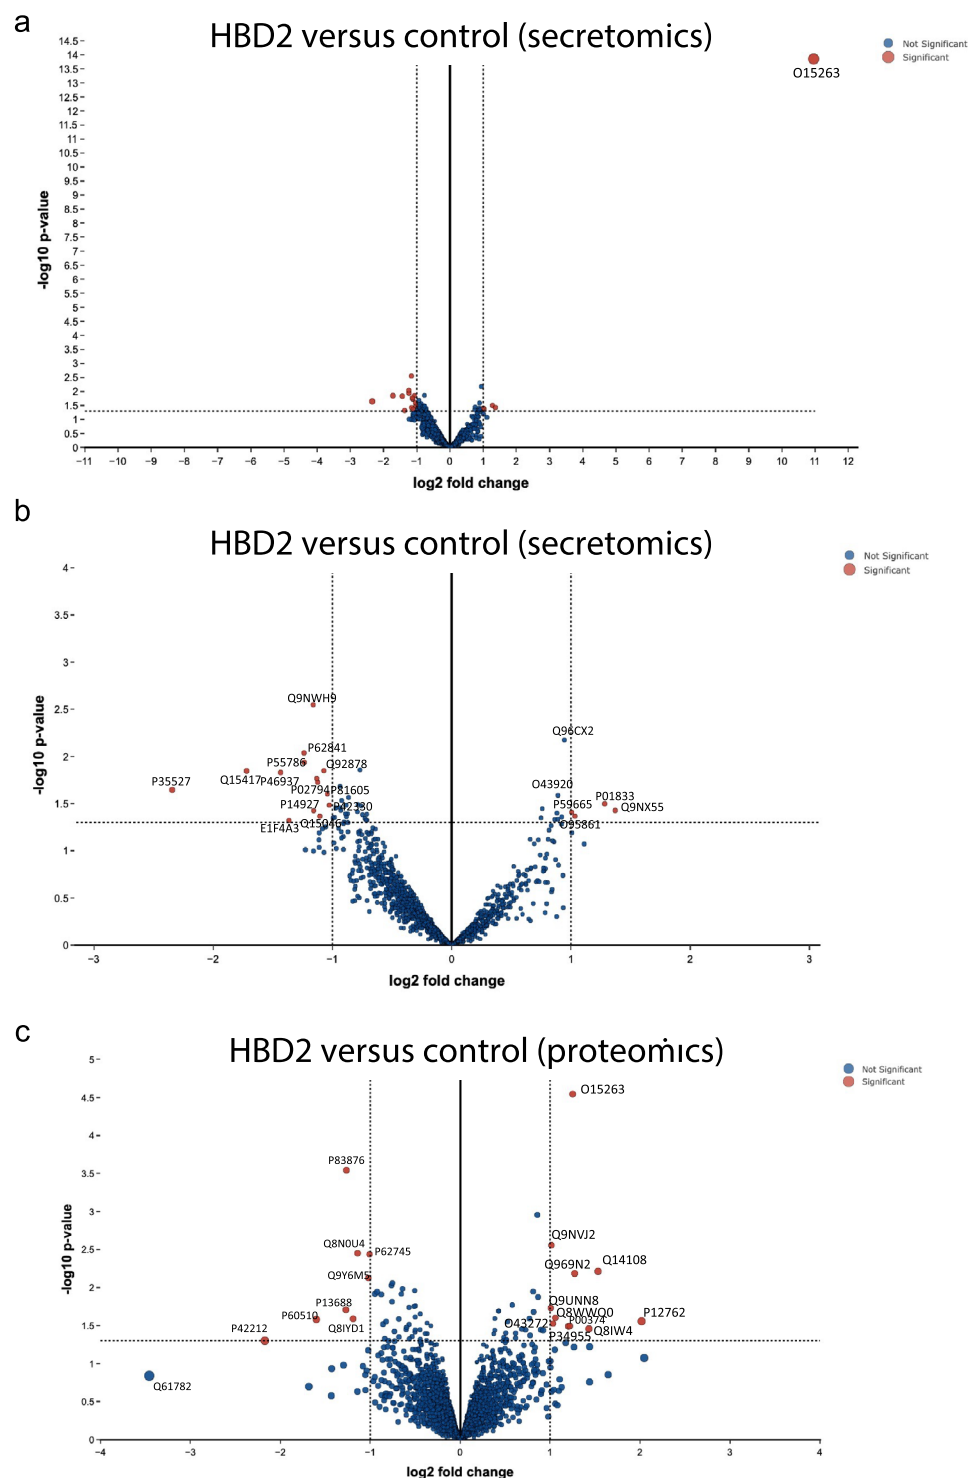 a
HBD2 versus control (secretomics)
Not Significant
Significant
O15263
14.5
14
13.5
13
12.5
12
11.5
11
10.5
10
9.5
9
8.5
8
7.5
7
6.5
6
5.5
5
4.5
4
3.5
3
2.5
2
1.5
1
0.5
0
-log10 p-value
−11 −10 −9 −8 −7 −6 −5 −4 −3 −2 −1 0 1 2 3 4 5 6 7 8 9 10 11 12
log2 fold change
b
HBD2 versus control (secretomics)
Not Significant
Significant
4
3.5
3
2.5
2
1.5
1
0.5
0
-log10 p-value
Q9NWH9
Q96CX2
P62841
P55786
Q92878
P35527
Q15417
P46937
P02794
P81605
O43920
P01833
P14927
P42330
P59665
Q9NX55
E1F4A3
Q15046
O95861
−3 −2 −1 0 1 2 3
log2 fold change
c
HBD2 versus control (proteomics)
Not Significant
Significant
5
4.5
4
3.5
3
2.5
2
1.5
1
0.5
0
-log10 p-value
O15263
P83876
Q9NVJ2
Q8N0U4
P62745
Q969N2
Q14108
Q9Y6M5
Q9UNN8
P13688
Q8WWQ0
P12762
P60510
O43272
P00374
P42212
Q8IYD1
P34955
Q8IW4
Q61782
−4 −3 −2 −1 0 1 2 3 4
log2 fold change